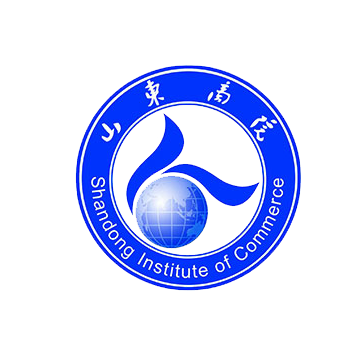 山東商院
Shandong Institute of Commerce